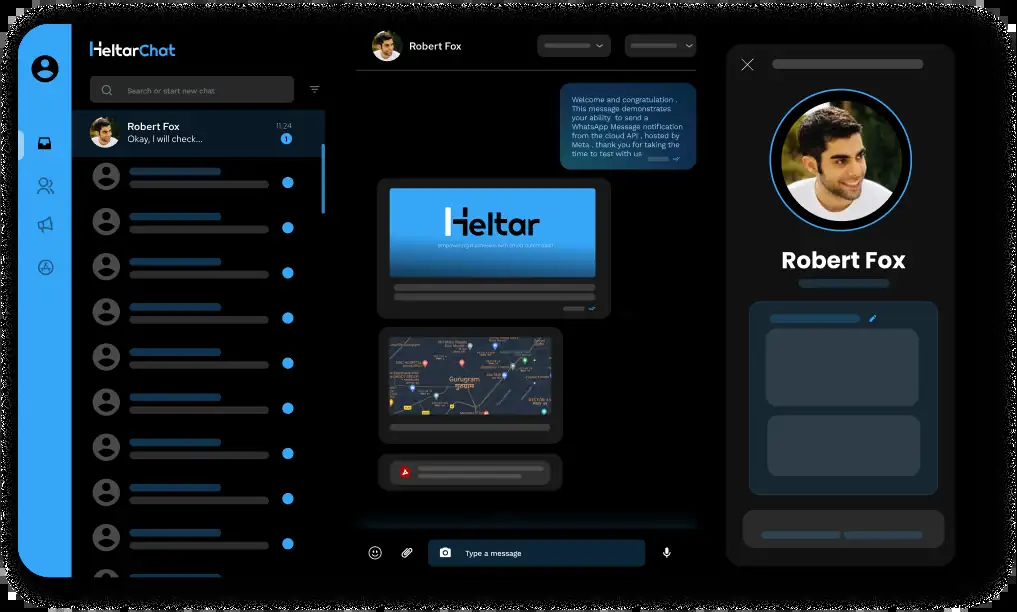 HeltarChat
Search or start new chat
Robert Fox
11:24
Okay, I will check...
1
Robert Fox
Welcome and congratulation .
This message demonstrates
your ability to send a
WhatsApp Message notification
from the cloud API , hosted by
Meta . thank you for taking the
time to test with us
Heltar
Gurugram
गुरुग्राम
Type a message
Robert Fox